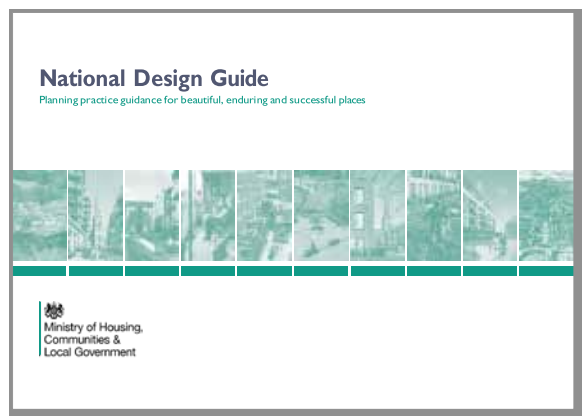 National Design Guide
Planning practice guidance for beautiful, enduring and successful places
Ministry of Housing,
Communities &
Local Government